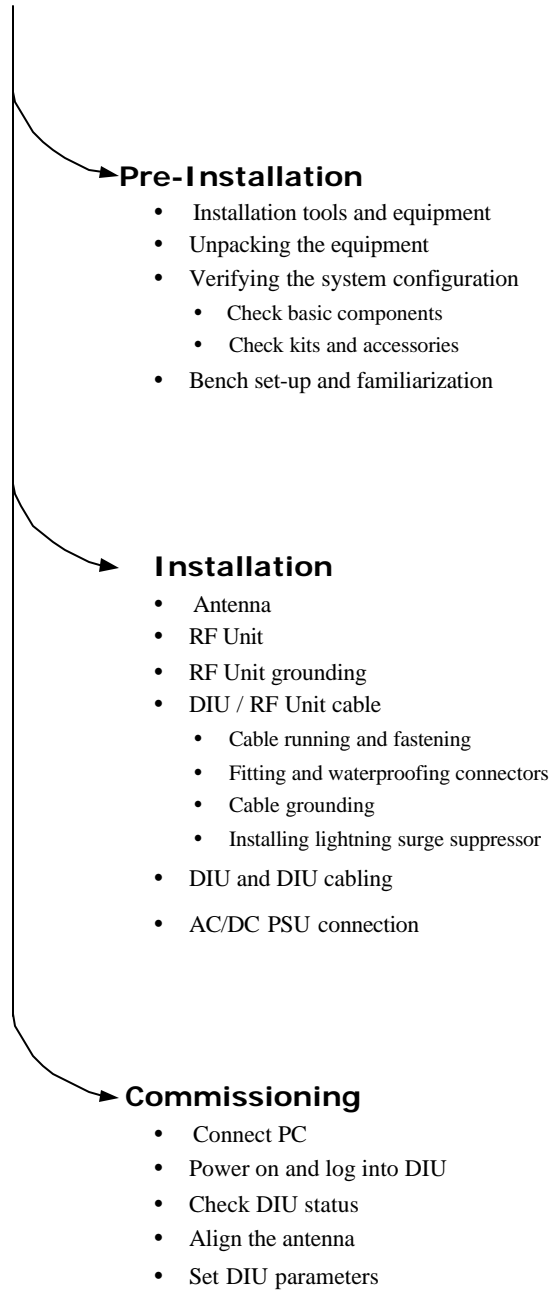 Pre-Installation
• Installation tools and equipment
• Unpacking the equipment
• Verifying the system configuration
• Check basic components
• Check kits and accessories
• Bench set-up and familiarization
Installation
• Antenna
• RF Unit
• RF Unit grounding
• DIU / RF Unit cable
• Cable running and fastening
• Fitting and waterproofing connectors
• Cable grounding
• Installing lightning surge suppressor
• DIU and DIU cabling
• AC/DC PSU connection
Commissioning
• Connect PC
• Power on and log into DIU
• Check DIU status
• Align the antenna
• Set DIU parameters